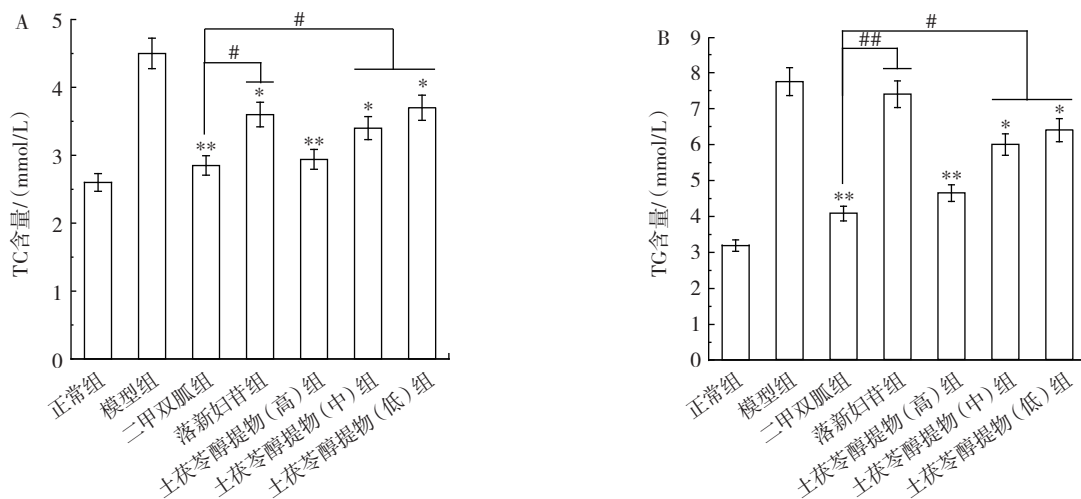 A
TC含量/(mmol/L)
5
4
3
2
1
0
#
#
**
*
**
*
*
正常组
模型组
二甲双胍组
落新妇苷组
土茯苓醇提物(高)组
土茯苓醇提物(中)组
土茯苓醇提物(低)组
B
TG含量/(mmol/L)
9
8
7
6
5
4
3
2
1
0
#
##
**
**
*
*
正常组
模型组
二甲双胍组
落新妇苷组
土茯苓醇提物(高)组
土茯苓醇提物(中)组
土茯苓醇提物(低)组